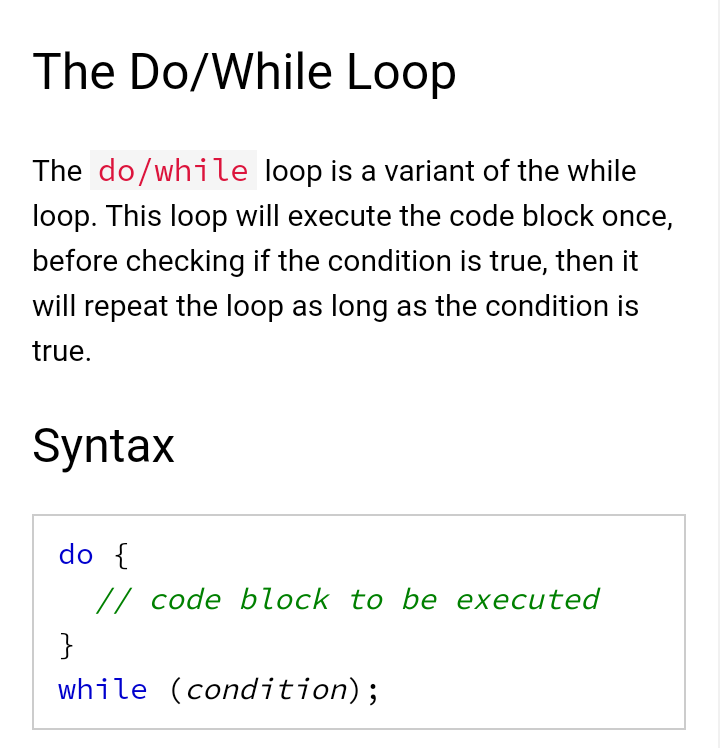 The Do/While Loop
The do/while loop is a variant of the while
loop. This loop will execute the code block once,
before checking if the condition is true, then it
will repeat the loop as long as the condition is
true.
Syntax
do {
  // code block to be executed
}
while (condition);